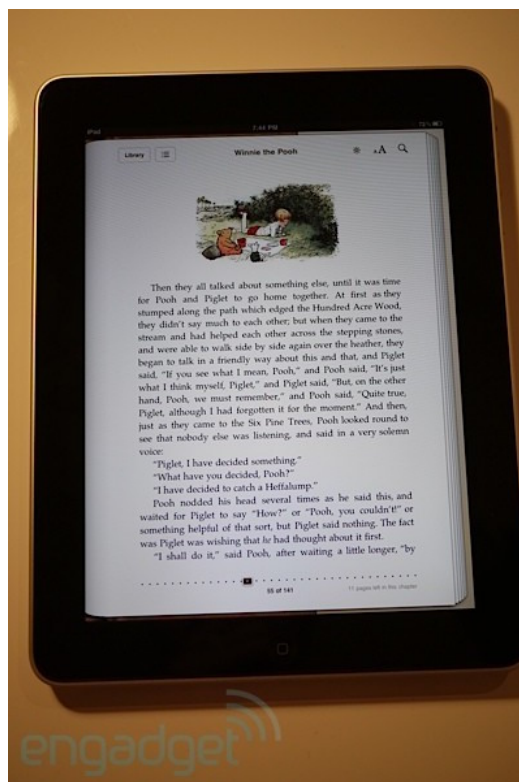 iPad 7:44 PM 75%
Library Winnie the Pooh AA
Then they all talked about something else, until it was time
for Pooh and Piglet to go home together. At first as they
stumped along the path which edged the Hundred Acre Wood,
they didn't say much to each other; but when they came to the
stream and had helped each other across the stepping stones,
and were able to walk side by side again over the heather, they
began to talk in a friendly way about this and that, and Piglet
said, "If you see what I mean, Pooh," and Pooh said, "It's just
what I think myself, Piglet," and Piglet said, "But, on the other
hand, Pooh, we must remember," and Pooh said, "Quite true,
Piglet, although I had forgotten it for the moment." And then,
just as they came to the Six Pine Trees, Pooh looked round to
see that nobody else was listening, and said in a very solemn
voice:
"Piglet, I have decided something."
"What have you decided, Pooh?"
"I have decided to catch a Heffalump."
Pooh nodded his head several times as he said this, and
waited for Piglet to say "How?" or "Pooh, you couldn't!" or
something helpful of that sort, but Piglet said nothing. The fact
was Piglet was wishing that he had thought about it first.
"I shall do it," said Pooh, after waiting a little longer, "by
55 of 141 11 pages left in this chapter
engadget